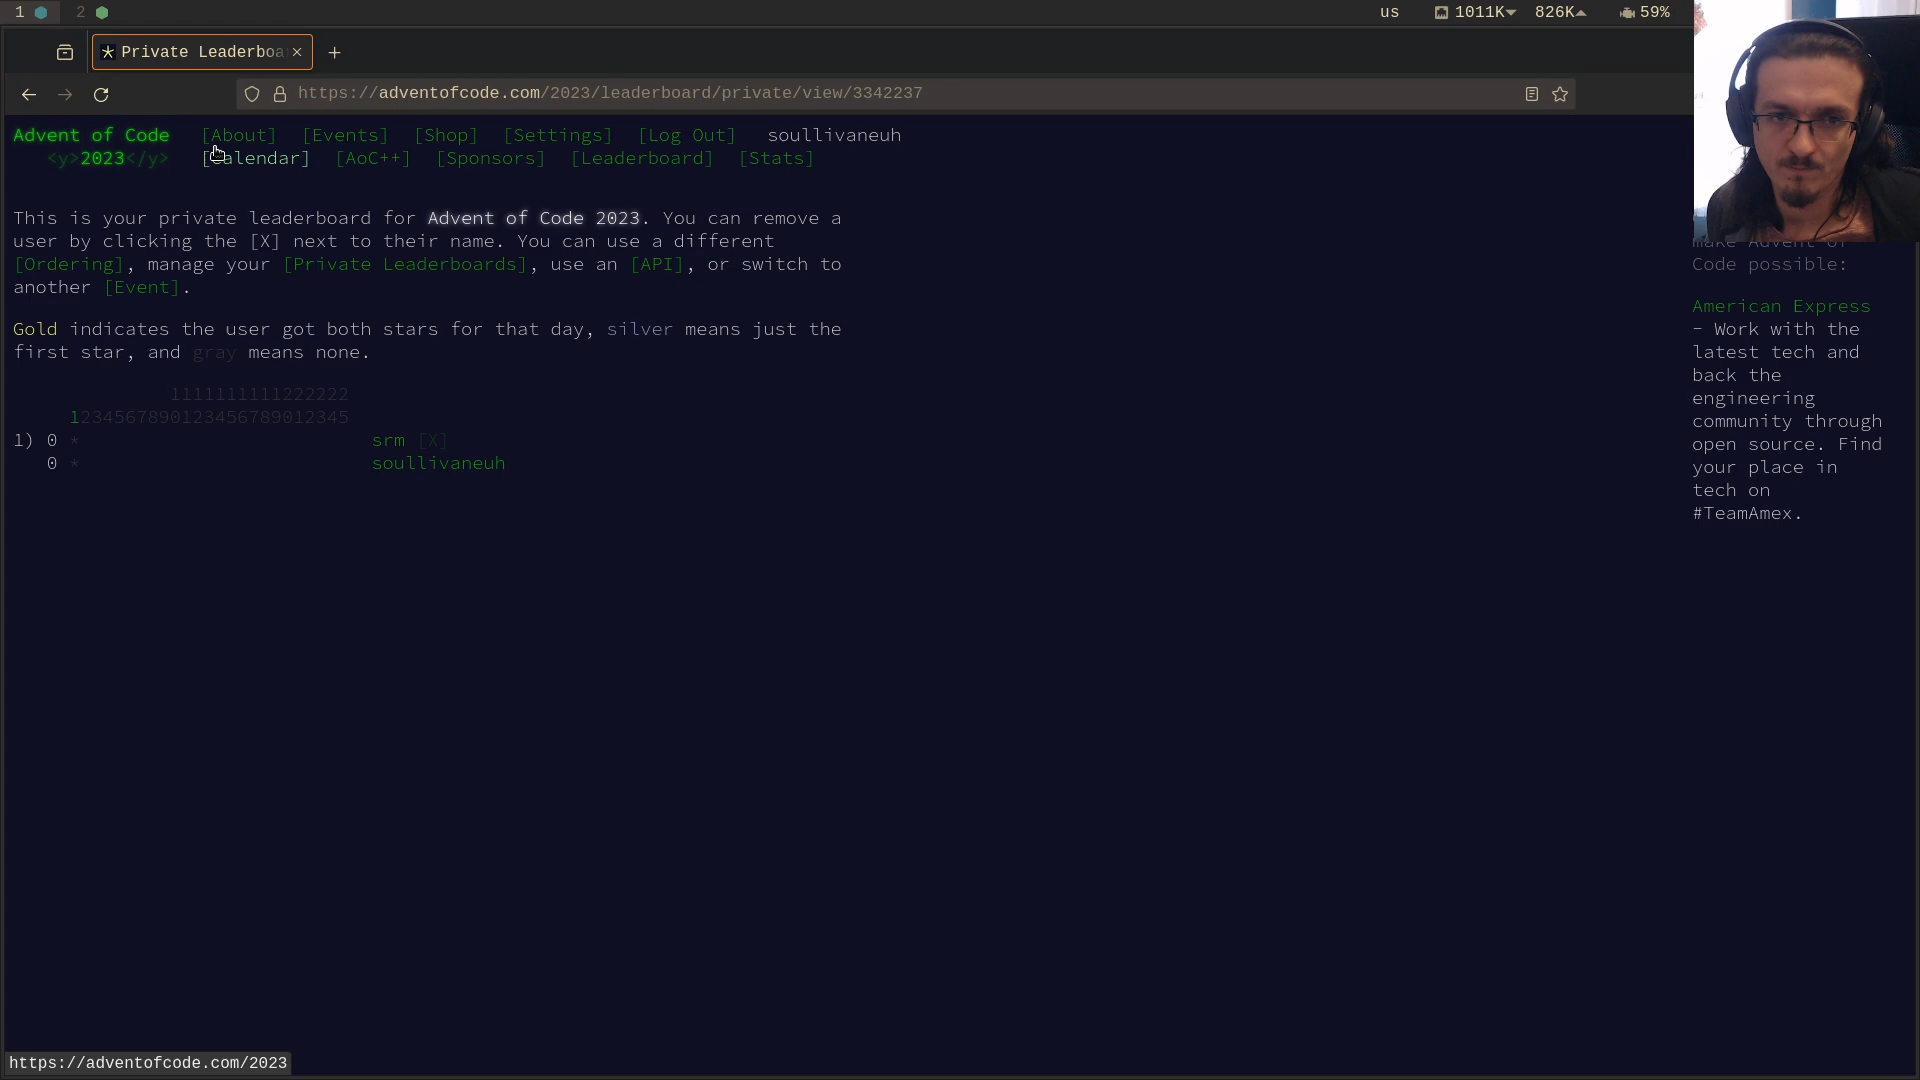 1 2 us 1011K 826K 59%
Private Leaderboa
https://adventofcode.com/2023/leaderboard/private/view/3342237
Advent of Code [About] [Events] [Shop] [Settings] [Log Out] soullivaneuh
<y>2023</y> [Calendar] [AoC++] [Sponsors] [Leaderboard] [Stats]
This is your private leaderboard for Advent of Code 2023. You can remove a
user by clicking the [X] next to their name. You can use a different
[Ordering], manage your [Private Leaderboards], use an [API], or switch to
another [Event].
Gold indicates the user got both stars for that day, silver means just the
first star, and gray means none.
1111111111222222
1234567890123456789012345
1) 0 * srm [X]
0 * soullivaneuh
make Advent of
Code possible:
American Express
- Work with the
latest tech and
back the
engineering
community through
open source. Find
your place in
tech on
#TeamAmex.
https://adventofcode.com/2023